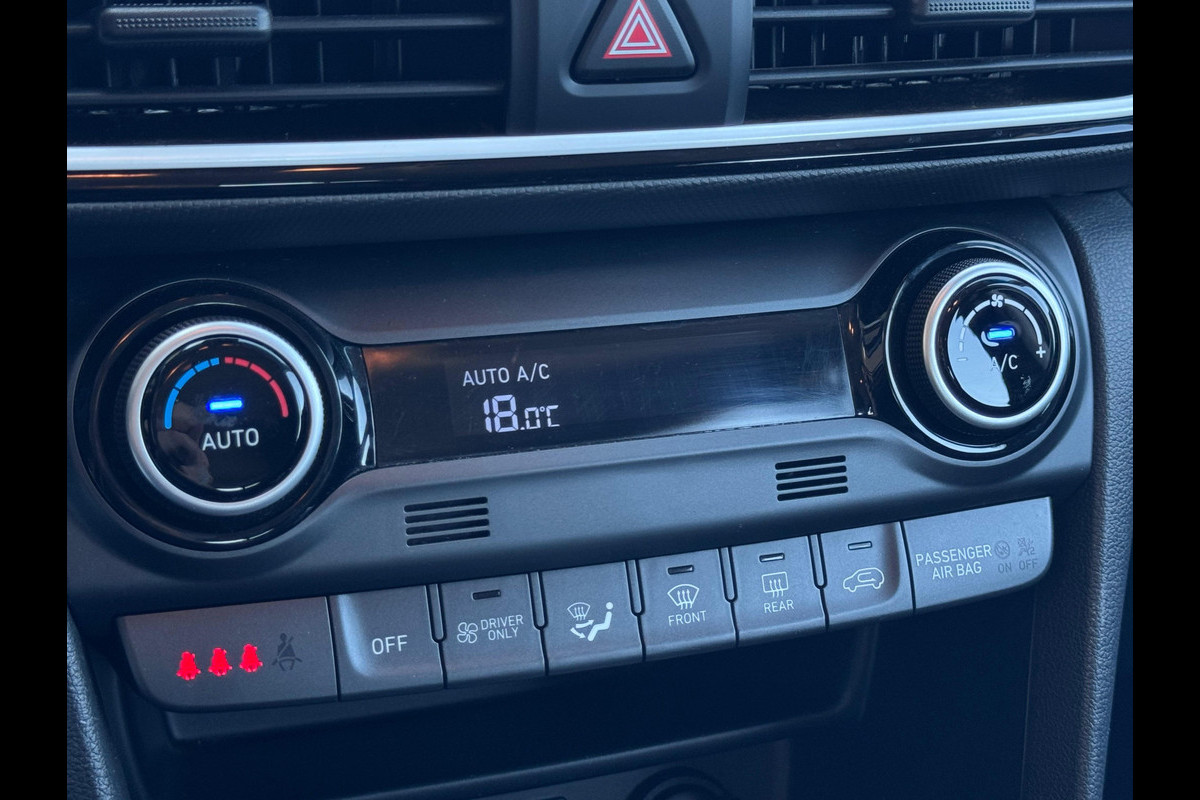 AUTO A/C
18.0°C
AUTO
A/C
- +
OFF
DRIVER
ONLY
FRONT
REAR
PASSENGER
AIR BAG
ON OFF